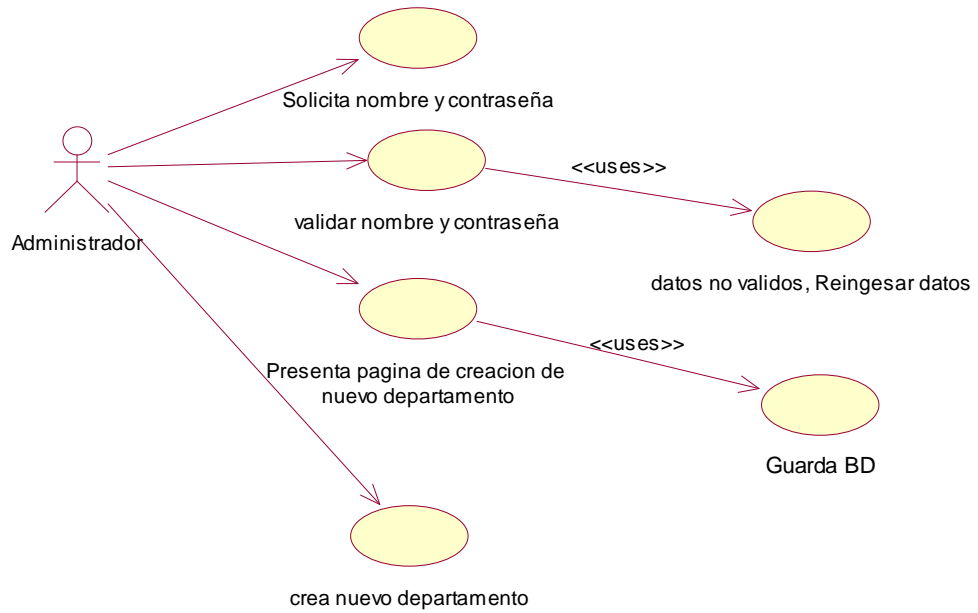 Solicita nombre y contraseña
<<uses>>
validar nombre y contraseña
Administrador
datos no validos, Reingesar datos
<<uses>>
Presenta pagina de creacion de
nuevo departamento
Guarda BD
crea nuevo departamento